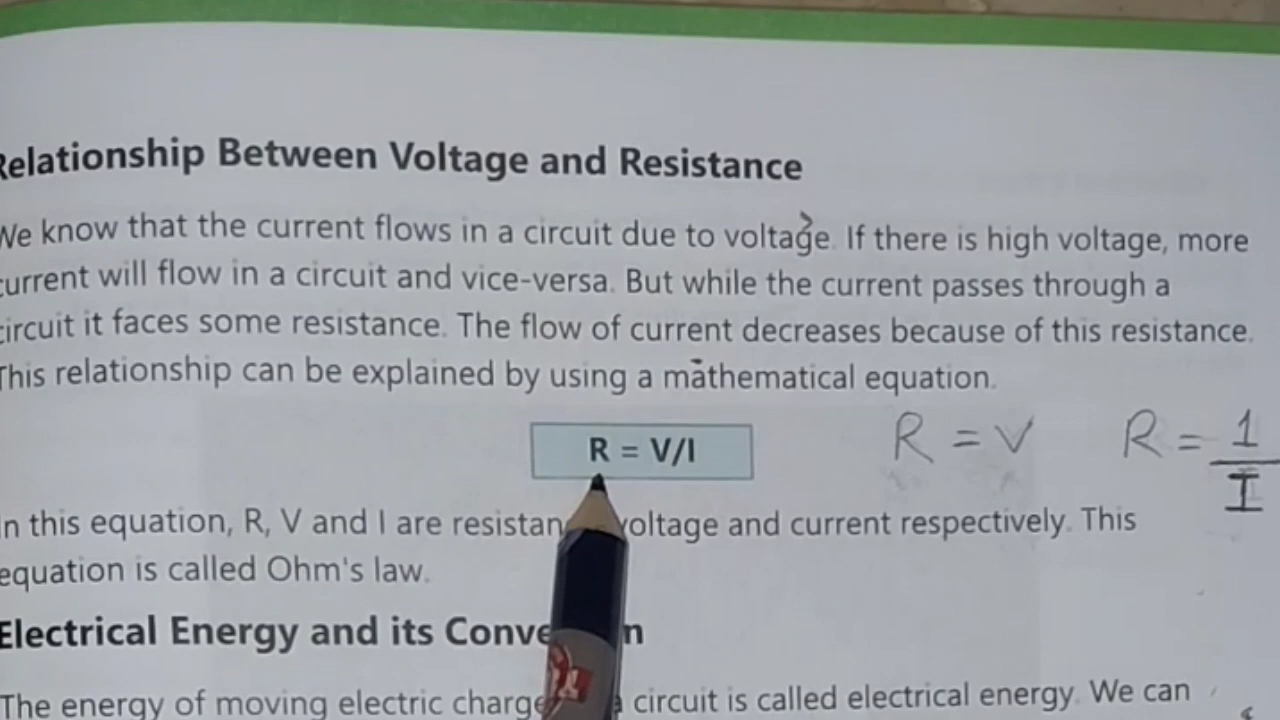 Relationship Between Voltage and Resistance
We know that the current flows in a circuit due to voltage. If there is high voltage, more
current will flow in a circuit and vice-versa. But while the current passes through a
circuit it faces some resistance. The flow of current decreases because of this resistance.
This relationship can be explained by using a mathematical equation.
R = V/I
R = V
R = 1/I
In this equation, R, V and I are resistan voltage and current respectively. This
equation is called Ohm's law.
Electrical Energy and its Conve n
The energy of moving electric charge circuit is called electrical energy. We can